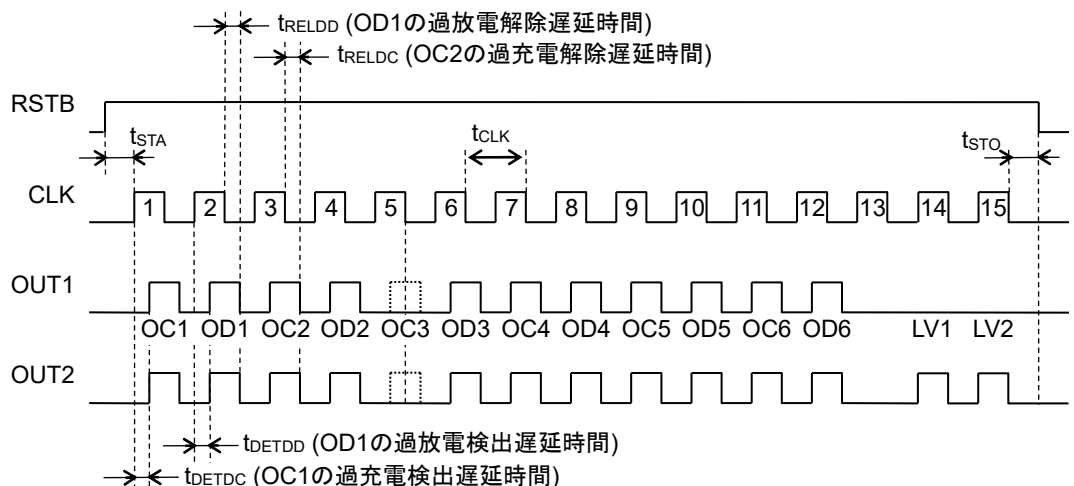 tRELDD (OD1の過放電解除遅延時間)
tRELDC (OC2の過充電解除遅延時間)
RSTB
tSTA
tCLK
tSTO
CLK
1 2 3 4 5 6 7 8 9 10 11 12 13 14 15
OUT1
OC1 OD1 OC2 OD2 OC3 OD3 OC4 OD4 OC5 OD5 OC6 OD6 LV1 LV2
OUT2
tDETDD (OD1の過放電検出遅延時間)
tDETDC (OC1の過充電検出遅延時間)